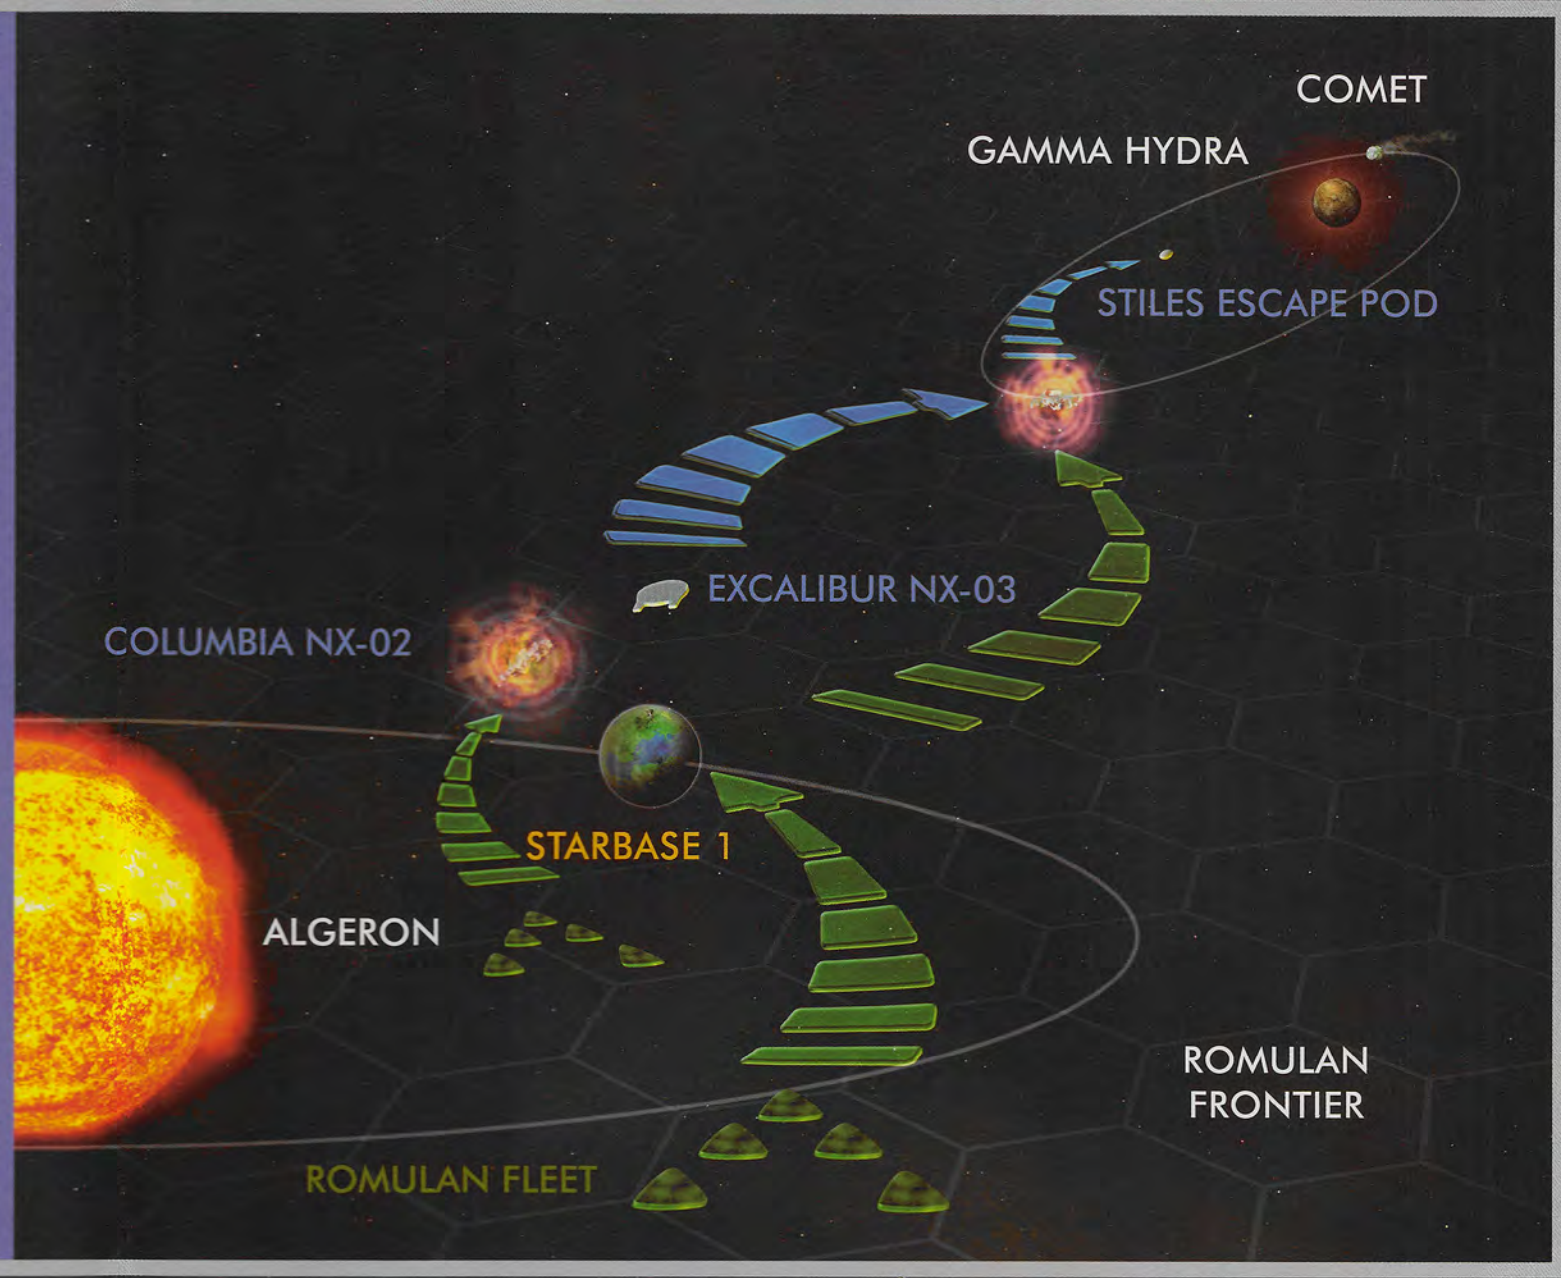 COMET
GAMMA HYDRA
STILES ESCAPE POD
EXCALIBUR NX-03
COLUMBIA NX-02
STARBASE 1
ALGERON
ROMULAN
FRONTIER
ROMULAN FLEET